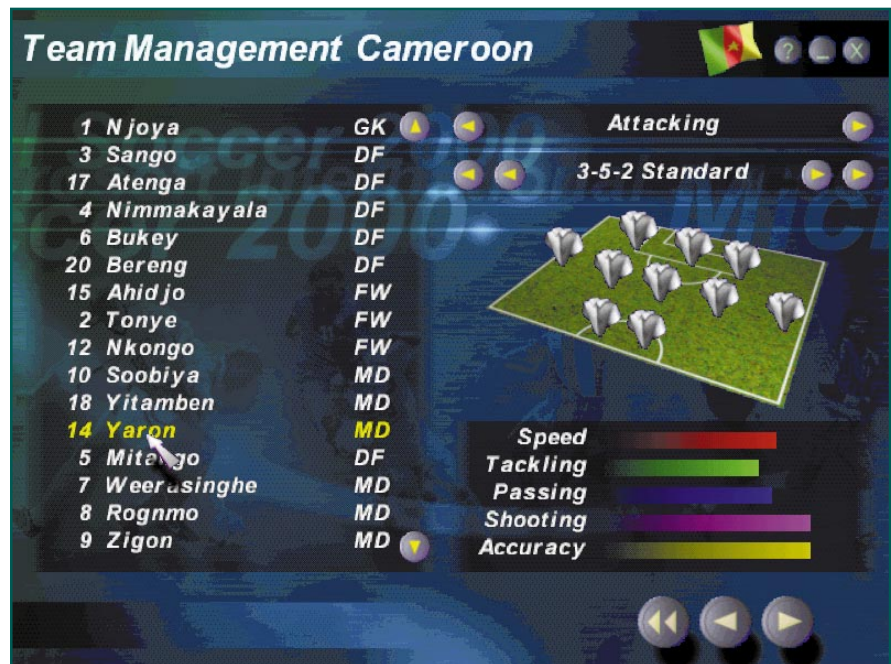 Team Management Cameroon
? _ X
1 Njoya GK
3 Sango DF
17 Atenga DF
4 Nimmakayala DF
6 Bukey DF
20 Bereng DF
15 Ahidjo FW
2 Tonye FW
12 Nkongo FW
10 Soobiya MD
18 Yitamben MD
14 Yaron MD
5 DF
7 Weerasinghe MD
8 Rognmo MD
9 Zigon MD
Attacking
3-5-2 Standard
Speed
Tackling
Passing
Shooting
Accuracy